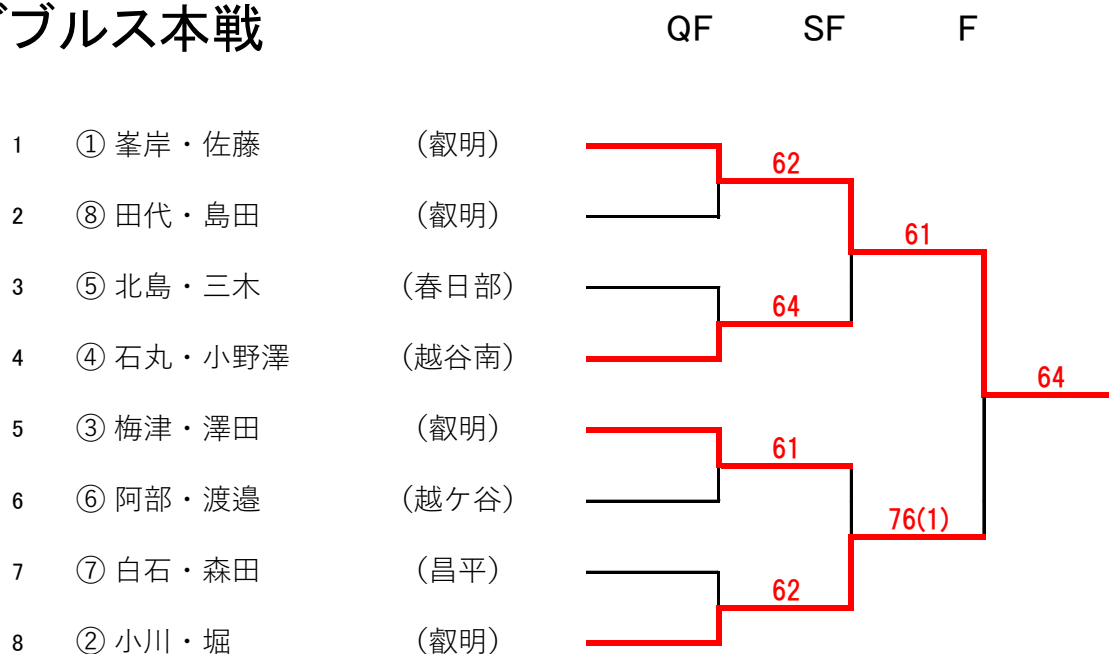 ダブルス本戦 QF SF F
1 ① 峯岸・佐藤 (叡明)
62
2 ⑧ 田代・島田 (叡明)
61
3 ⑤ 北島・三木 (春日部)
64
4 ④ 石丸・小野澤 (越谷南)
64
5 ③ 梅津・澤田 (叡明)
61
6 ⑥ 阿部・渡邉 (越ケ谷)
76(1)
7 ⑦ 白石・森田 (昌平)
62
8 ② 小川・堀 (叡明)